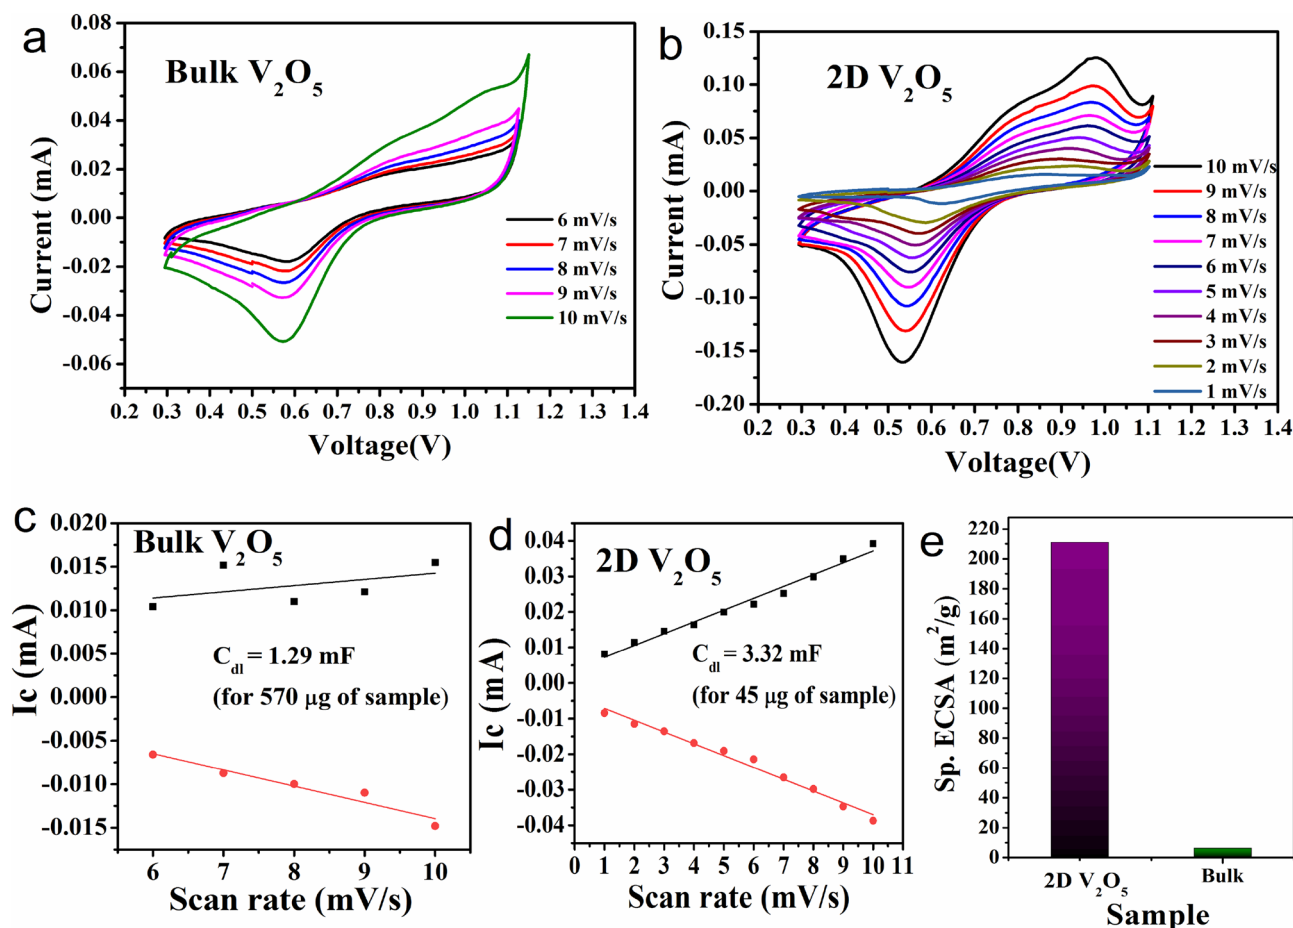 a
Bulk V₂O₅
Current (mA)
0.08
0.06
0.04
0.02
0.00
-0.02
-0.04
-0.06
6 mV/s
7 mV/s
8 mV/s
9 mV/s
10 mV/s
0.2 0.3 0.4 0.5 0.6 0.7 0.8 0.9 1.0 1.1 1.2 1.3
Voltage(V)
b
2D V₂O₅
Current (mA)
0.15
0.10
0.05
0.00
-0.05
-0.10
-0.15
-0.20
10 mV/s
9 mV/s
8 mV/s
7 mV/s
6 mV/s
5 mV/s
4 mV/s
3 mV/s
2 mV/s
1 mV/s
0.2 0.3 0.4 0.5 0.6 0.7 0.8 0.9 1.0 1.1 1.2 1.3 1.4
Voltage(V)
c
Bulk V₂O₅
Ic (mA)
0.020
0.015
0.010
0.005
0.000
-0.005
-0.010
-0.015
C_dl = 1.29 mF
(for 570 μg of sample)
6 7 8 9 10
Scan rate (mV/s)
d
2D V₂O₅
Ic (mA)
0.04
0.03
0.02
0.01
0.00
-0.01
-0.02
-0.03
-0.04
C_dl = 3.32 mF
(for 45 μg of sample)
0 1 2 3 4 5 6 7 8 9 10 11
Scan rate (mV/s)
e
Sp. ECSA (m²/g)
220
200
180
160
140
120
100
80
60
40
20
0
2D V₂O₅ Bulk
Sample